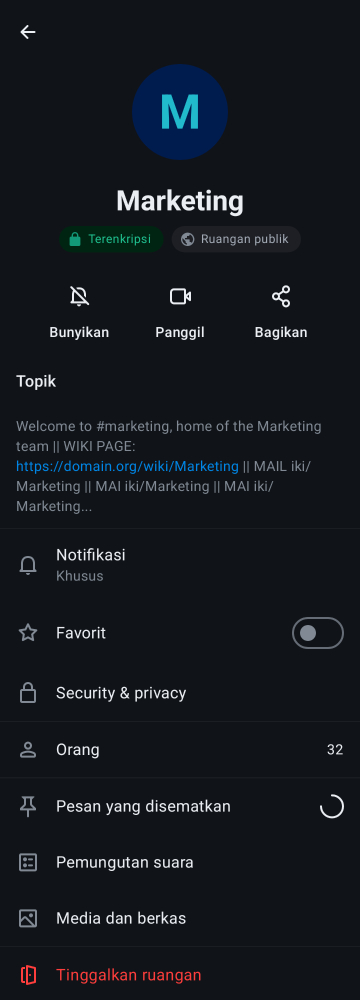 M
Marketing
Terenkripsi
Ruangan publik
Bunyikan
Panggil
Bagikan
Topik
Welcome to #marketing, home of the Marketing
team || WIKI PAGE:
https://domain.org/wiki/Marketing || MAIL iki/
Marketing || MAI iki/Marketing || MAI iki/
Marketing...
Notifikasi
Khusus
Favorit
Security & privacy
Orang
32
Pesan yang disematkan
Pemungutan suara
Media dan berkas
Tinggalkan ruangan